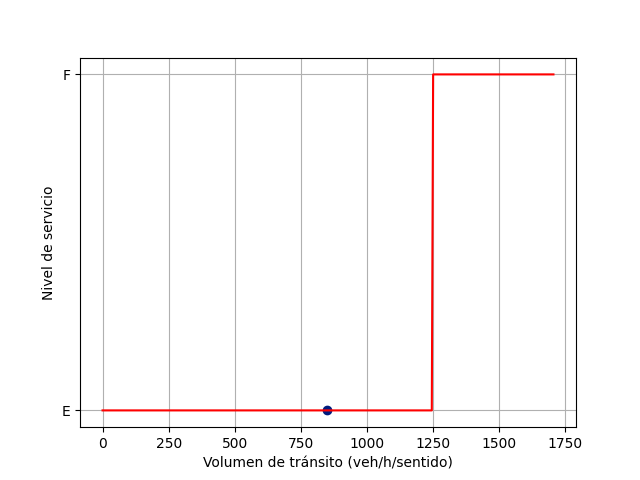 F
E
Nivel de servicio
0 250 500 750 1000 1250 1500 1750
Volumen de tránsito (veh/h/sentido)